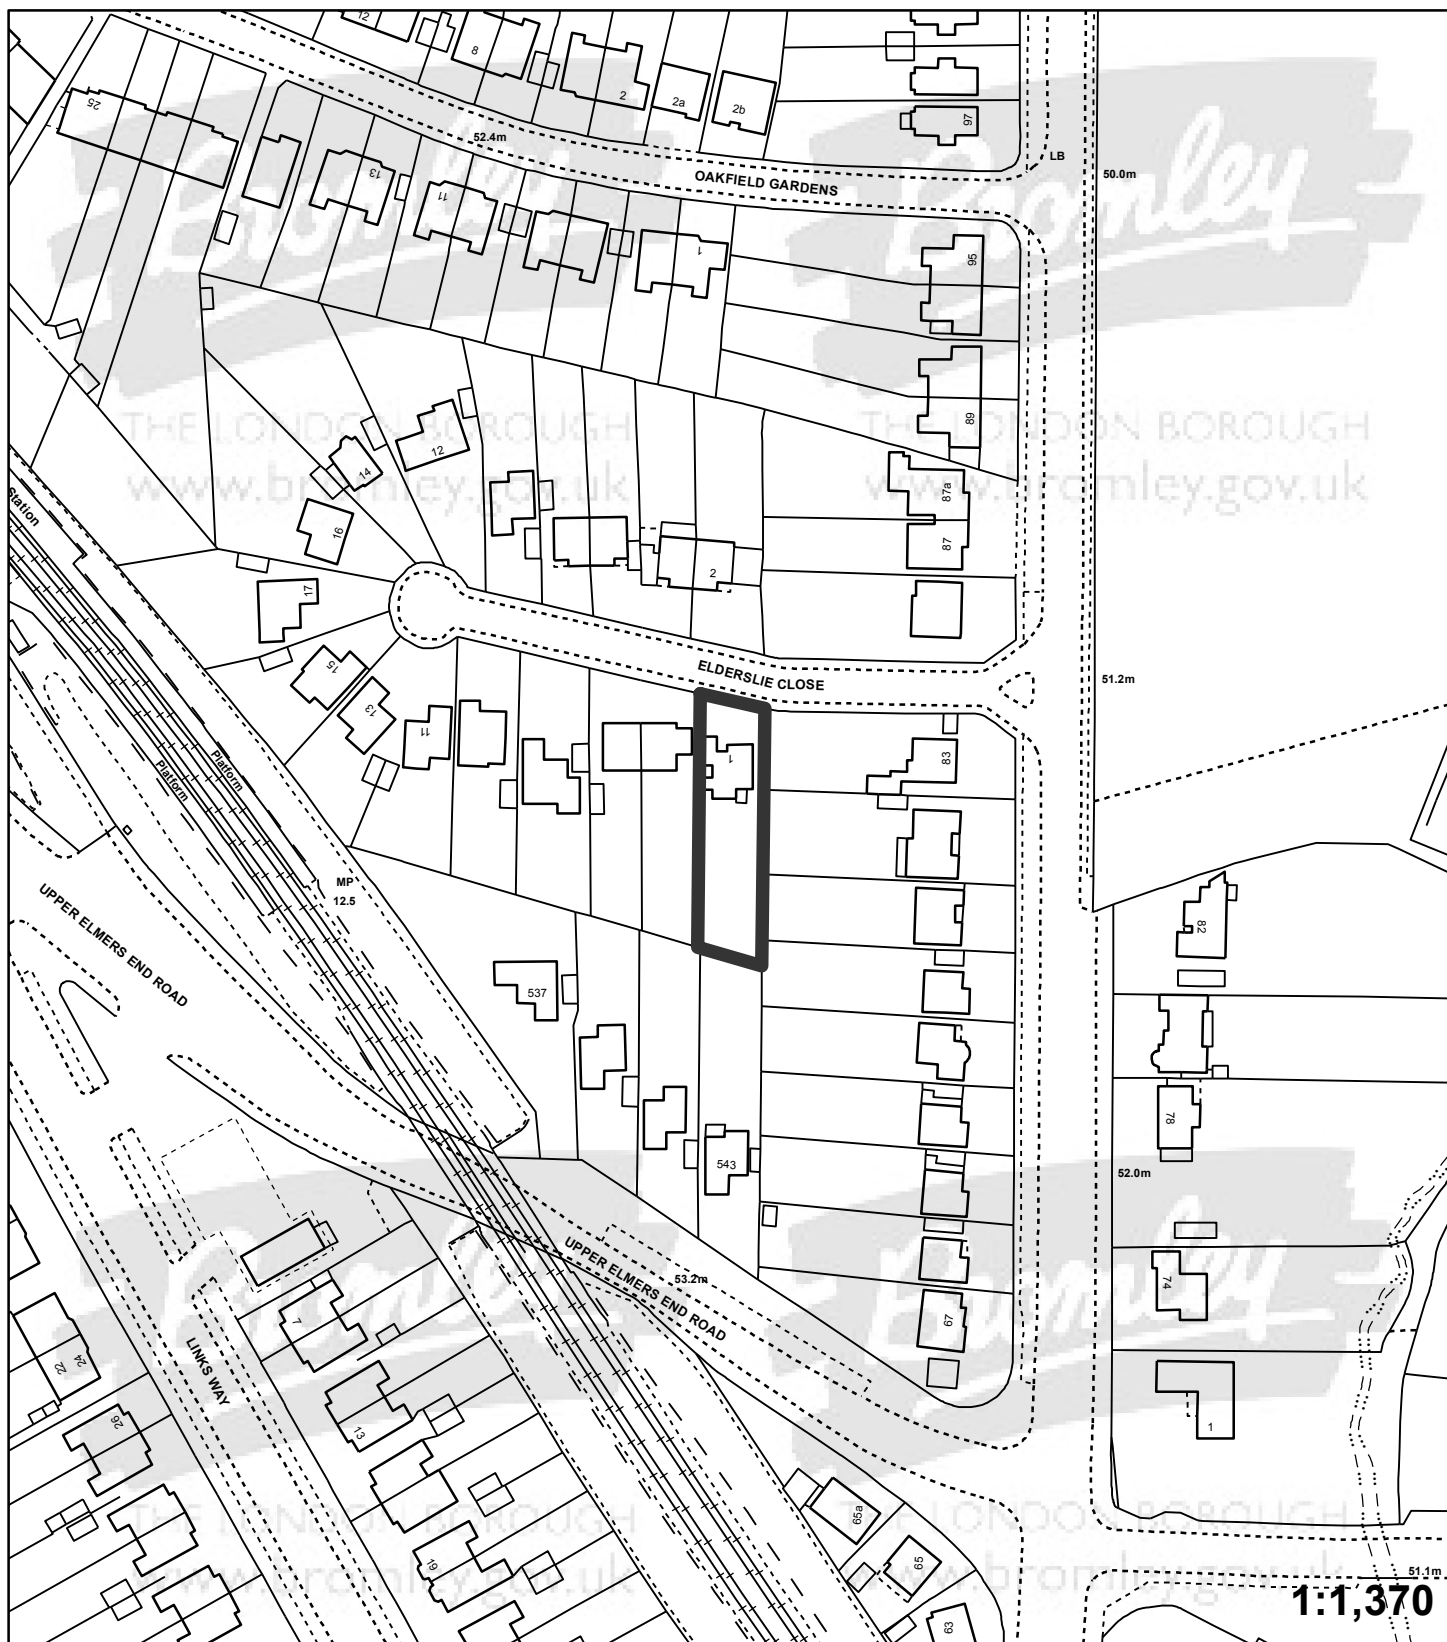 12
8
2
2a
2b
97
25
52.4m
OAKFIELD GARDENS
LB
50.0m
13
11
1
95
89
12
14
16
87a
87
2
17
Station
ELDERSLIE CLOSE
51.2m
15
13
11
1
83
Platform
Platform
MP
12.5
UPPER ELMERS END ROAD
82
537
543
78
52.0m
UPPER ELMERS END ROAD
53.2m
74
67
7
LINKS WAY
22
24
26
13
1
19
65a
65
63
51.1m
1:1,370
Bromley
THE LONDON BOROUGH
www.bromley.gov.uk
Bromley
THE LONDON BOROUGH
www.bromley.gov.uk
Bromley
THE LONDON BOROUGH
www.bromley.gov.uk
Bromley
THE LONDON BOROUGH
www.bromley.gov.uk